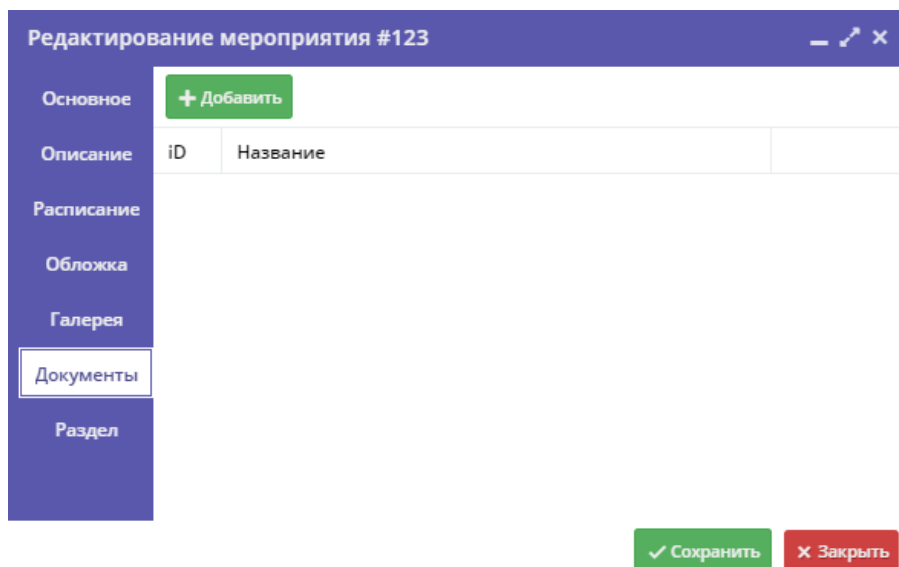 Редактирование мероприятия #123
Основное
Добавить
Описание
iD Название
Расписание
Обложка
Галерея
Документы
Раздел
Сохранить
Закрыть